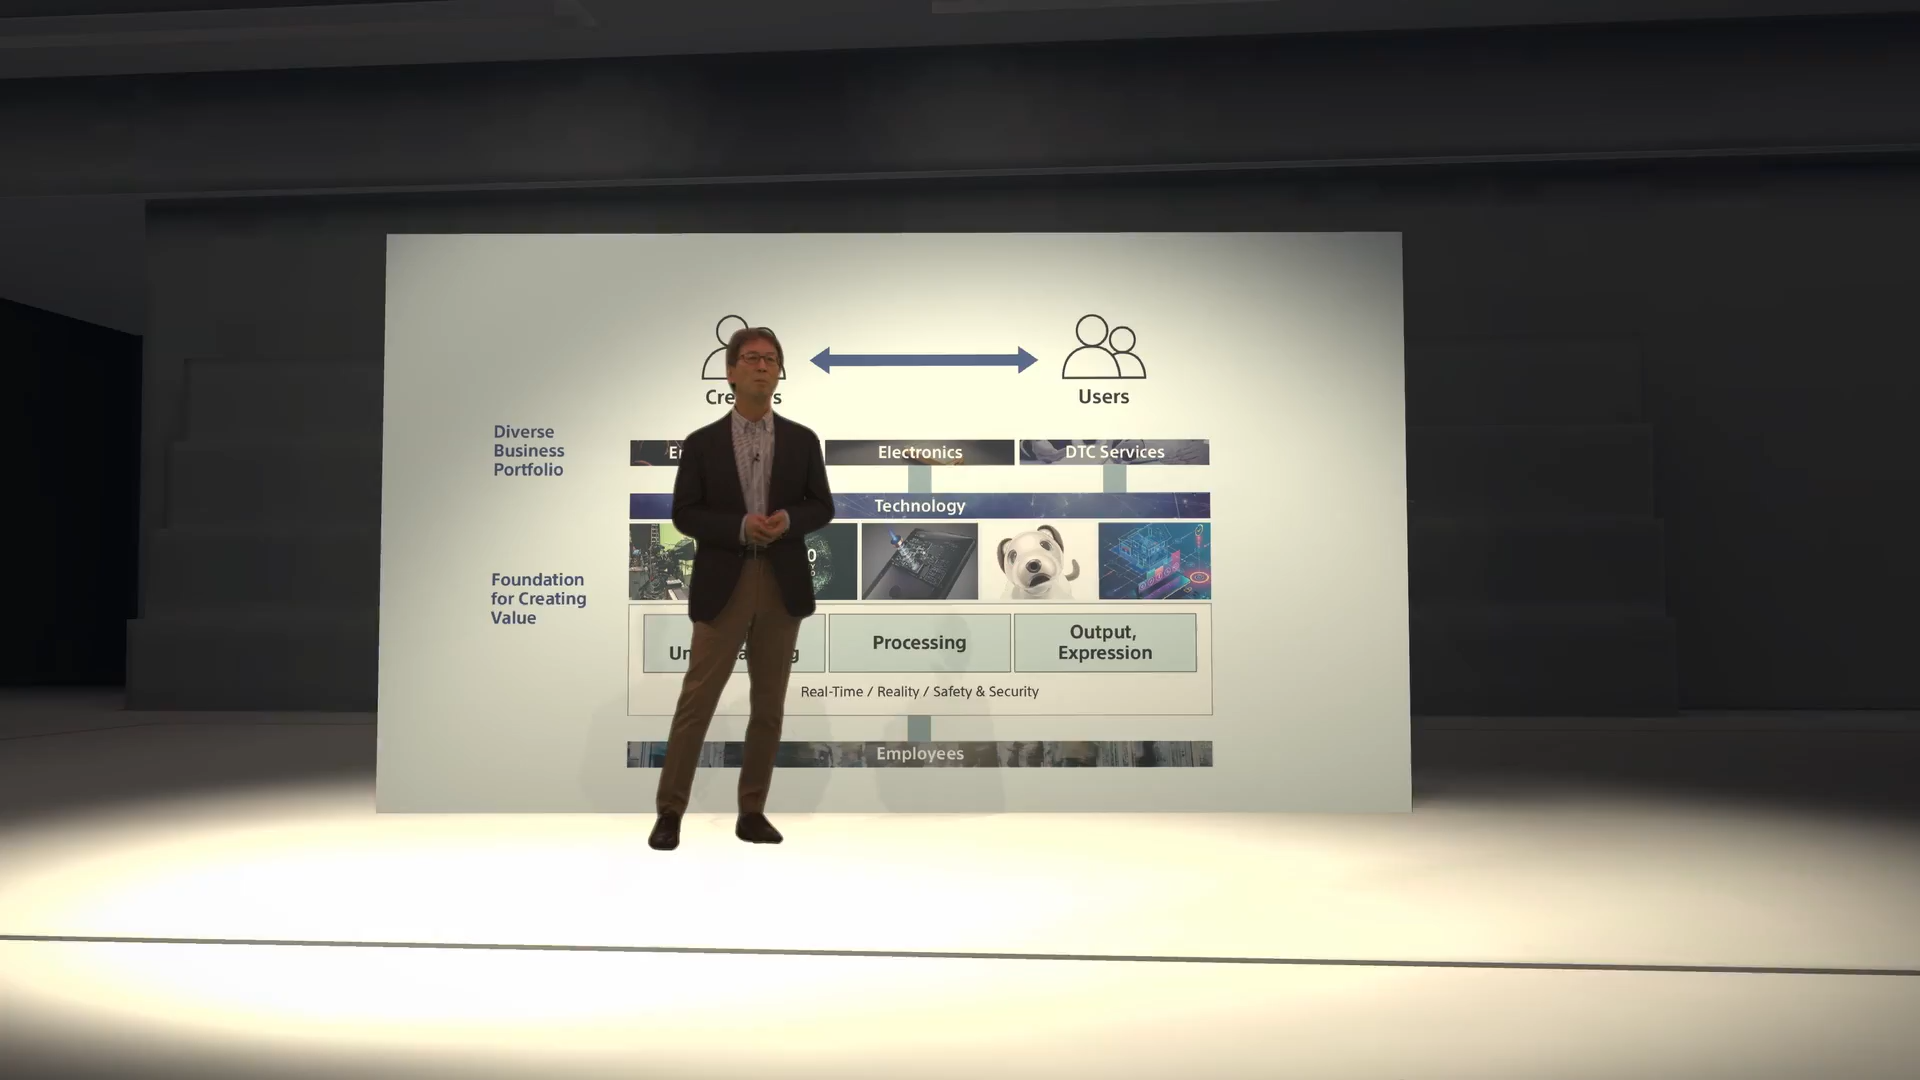 Users
Diverse
Business
Portfolio
Electronics
DTC Services
Technology
Foundation
for Creating
Value
Processing
Output,
Expression
Real-Time / Reality / Safety & Security
Employees